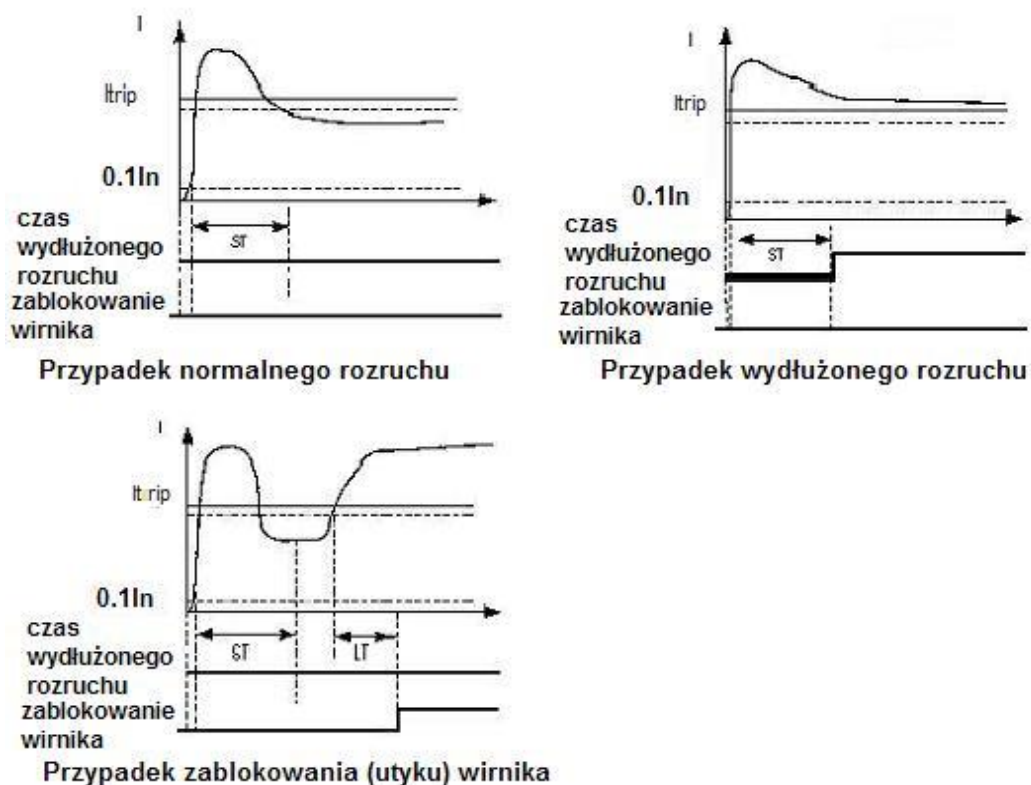 I
Itrip
0.1In
czas
wydłużonego
rozruchu
zablokowanie
wirnika
ST
Przypadek normalnego rozruchu
I
Itrip
0.1In
czas
wydłużonego
rozruchu
zablokowanie
wirnika
ST
Przypadek wydłużonego rozruchu
I
Itrip
0.1In
czas
wydłużonego
rozruchu
zablokowanie
wirnika
ST
LT
Przypadek zablokowania (utyku) wirnika